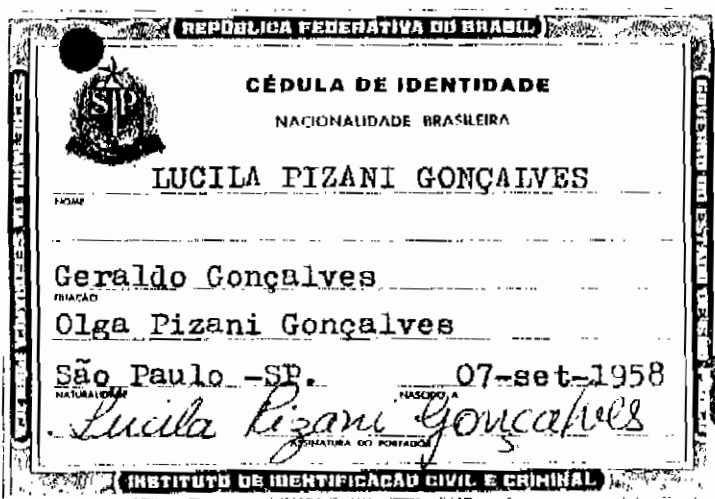 REPÚBLICA FEDERATIVA DO BRASIL
SP
CÉDULA DE IDENTIDADE
NACIONALIDADE BRASILEIRA
LUCILA PIZANI GONÇALVES
NOME
Geraldo Gonçalves
FILIAÇÃO
Olga Pizani Gonçalves
São Paulo -SP. 07-set-1958
NATURALIDADE NASCIDO A
Lucila Pizani Gonçalves
ASSINATURA DO PORTADOR
INSTITUTO DE IDENTIFICAÇÃO CIVIL E CRIMINAL